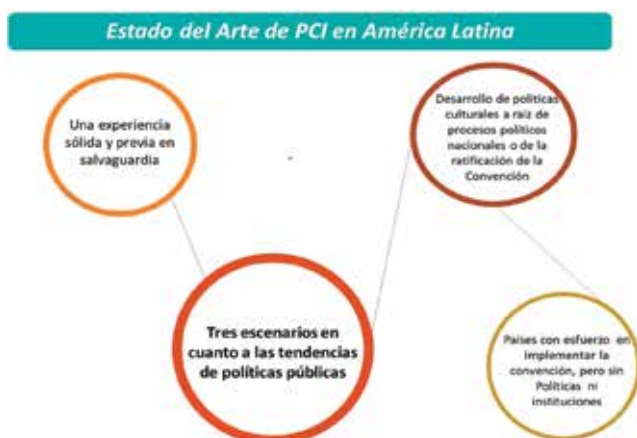 Estado del Arte de PCI en América Latina
Una experiencia
sólida y previa en
salvaguardia
Desarrollo de políticas
culturales a raíz de
procesos políticos
nacionales o de la
ratificación de la
Convención
Tres escenarios en
cuanto a las tendencias
de políticas públicas
Países con esfuerzo en
implementar la
convención, pero sin
Políticas ni
instituciones